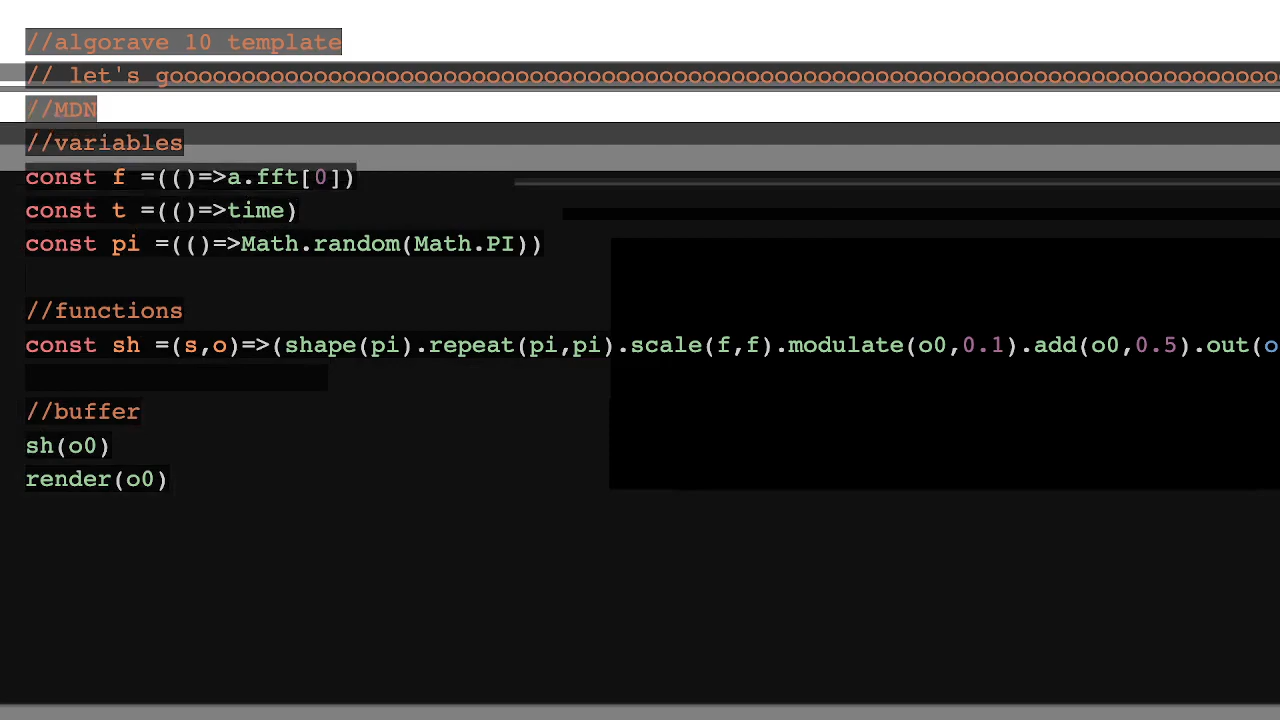 //algorave 10 template
// let's gooooooooooooooooooooooooooooooooooooooooooooooooooooooooooooooooooooooooooooo
//MDN
//variables
const f =(()=>a.fft[0])
const t =(()=>time)
const pi =(()=>Math.random(Math.PI))
//functions
const sh =(s,o)=>(shape(pi).repeat(pi,pi).scale(f,f).modulate(o0,0.1).add(o0,0.5).out(o
//buffer
sh(o0)
render(o0)